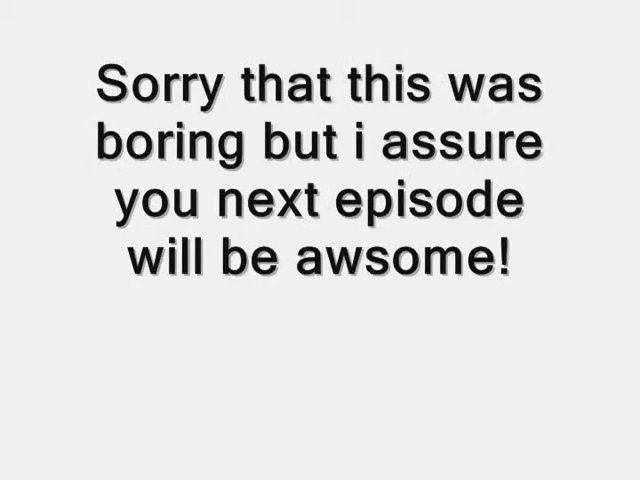 Sorry that this was
boring but i assure
you next episode
will be awsome!